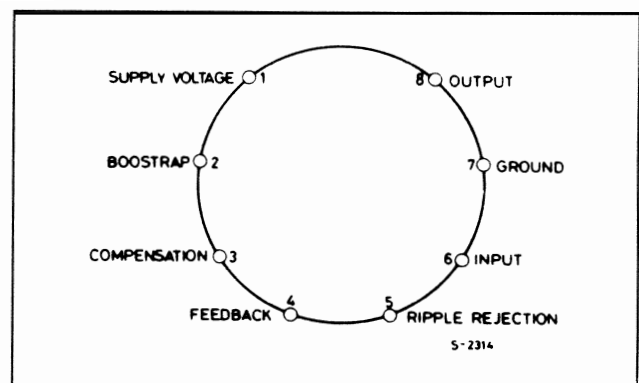 SUPPLY VOLTAGE 1
8 OUTPUT
BOOSTRAP 2
7 GROUND
COMPENSATION 3
6 INPUT
FEEDBACK 4
5 RIPPLE REJECTION
S-2314